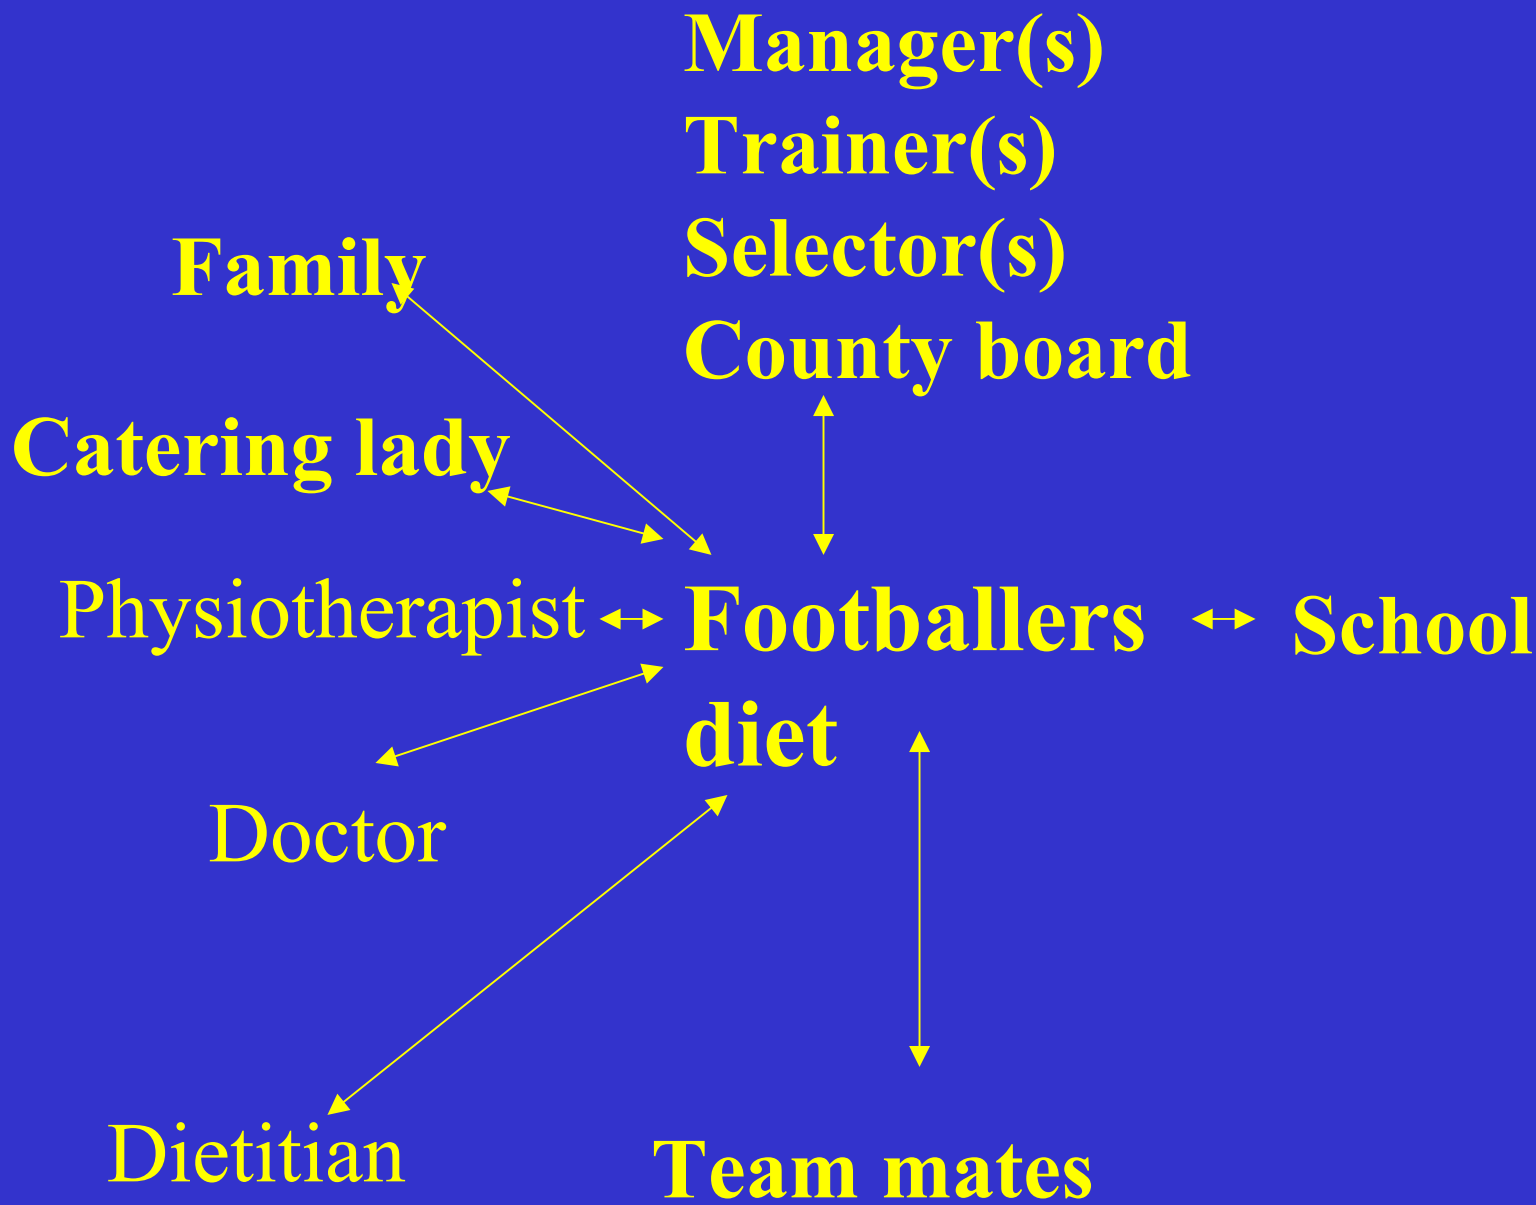 Manager(s)
Trainer(s)
Family
Selector(s)
County board
Catering lady
Physiotherapist
Footballers
School
diet
Doctor
Dietitian
Team mates